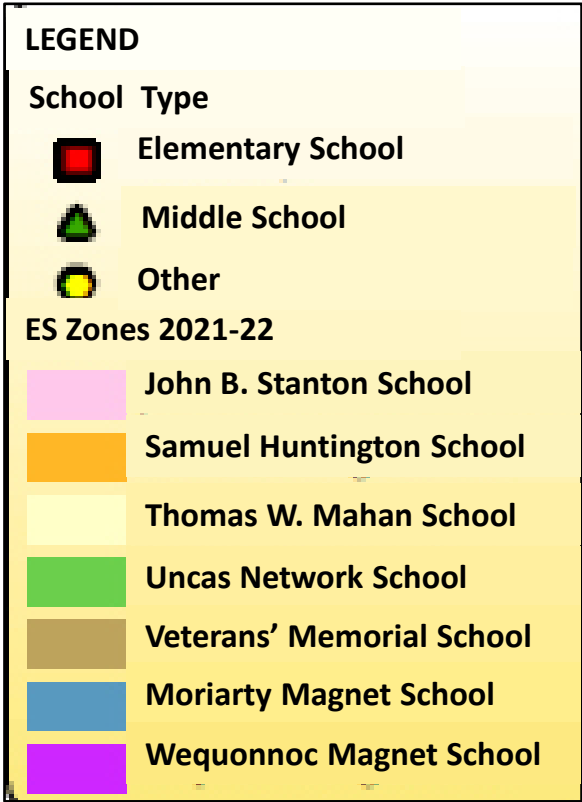 LEGEND
School Type
Elementary School
Middle School
Other
ES Zones 2021-22
John B. Stanton School
Samuel Huntington School
Thomas W. Mahan School
Uncas Network School
Veterans’ Memorial School
Moriarty Magnet School
Wequonnoc Magnet School